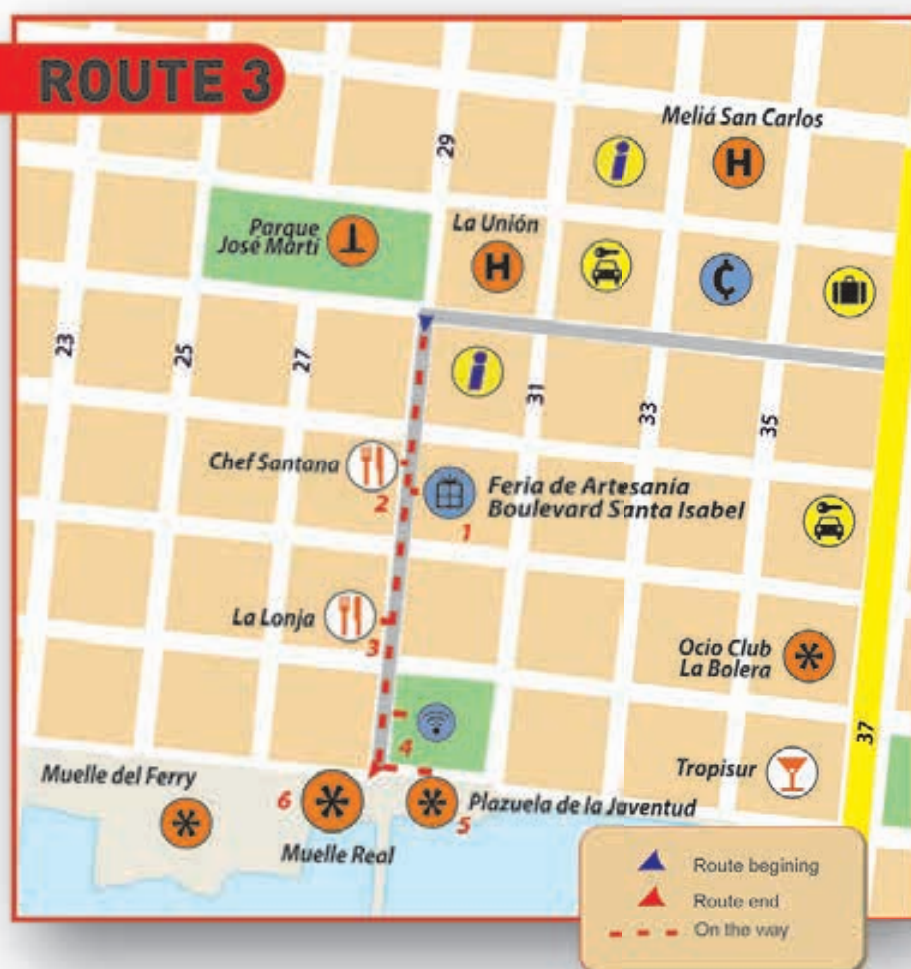 ROUTE 3
Meliá San Carlos
29
i
H
Parque
José Martí
La Unión
H
¢
23
25
27
i
31
33
35
Chef Santana
2
Feria de Artesanía
Boulevard Santa Isabel
1
La Lonja
3
Ocio Club
La Bolera
4
37
Muelle del Ferry
6
Muelle Real
Plazuela de la Javentud
5
Tropisur
Route begining
Route end
On the way